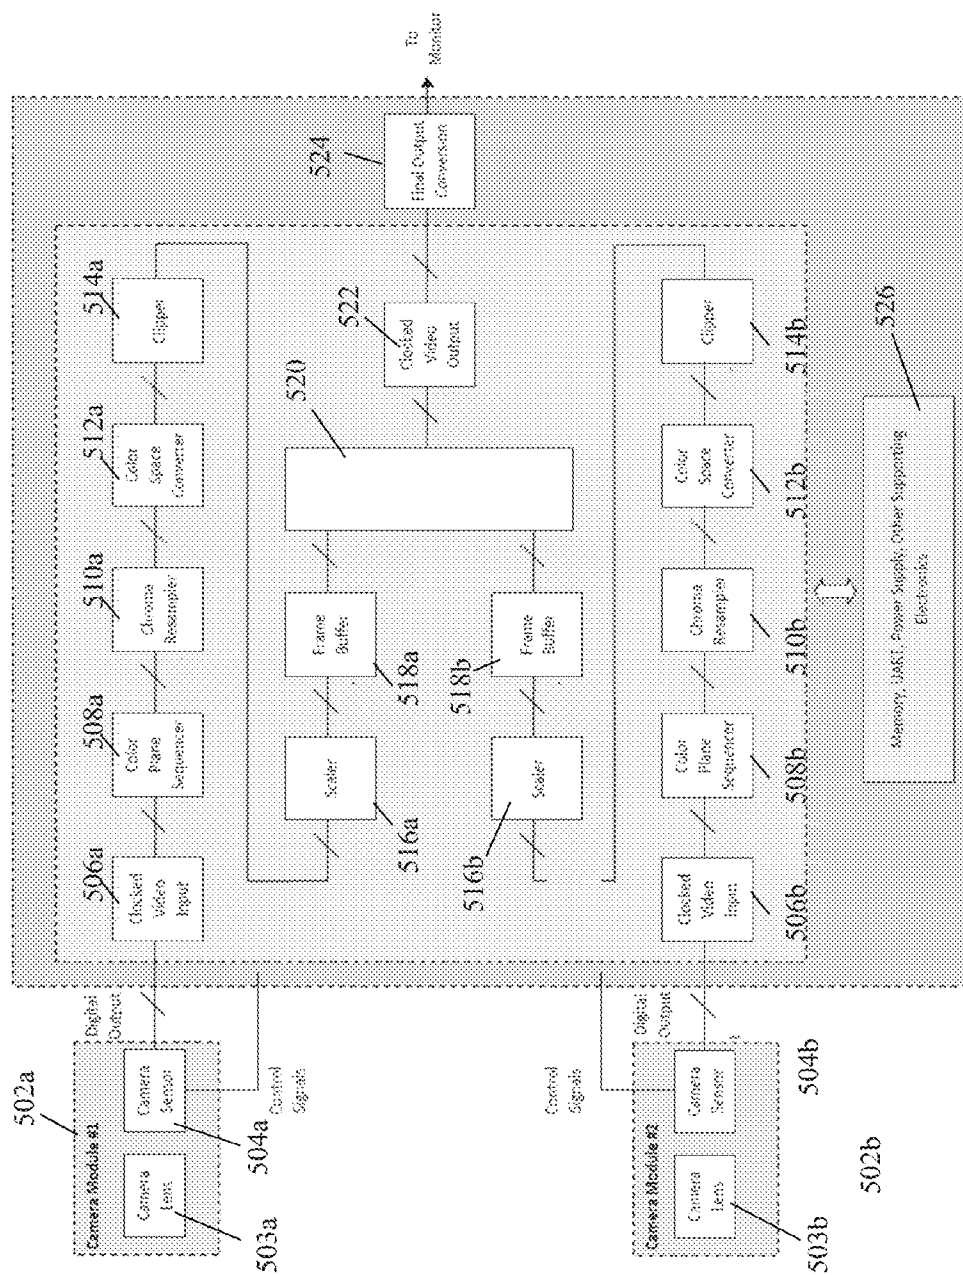 502a
Camera Module #1
503a
Camera
Lens
504a
Camera
Sensor
Digital
Output
Control
Signals
506a
Clocked
Video
Input
508a
Color
Plane
Sequencer
510a
Chroma
Resampler
512a
Color
Space
Converter
514a
Clipper
516a
Scaler
518a
Frame
Buffer
520
522
Clocked
Video
Output
524
Final Output
Conversion
To
Monitor
516b
Scaler
518b
Frame
Buffer
Camera Module #2
502b
503b
Camera
Lens
504b
Camera
Sensor
Control
Signals
Digital
Output
506b
Clocked
Video
Input
508b
Color
Plane
Sequencer
510b
Chroma
Resampler
512b
Color
Space
Converter
514b
Clipper
526
Memory, UART, Power Supply, Other Supporting
Electronics